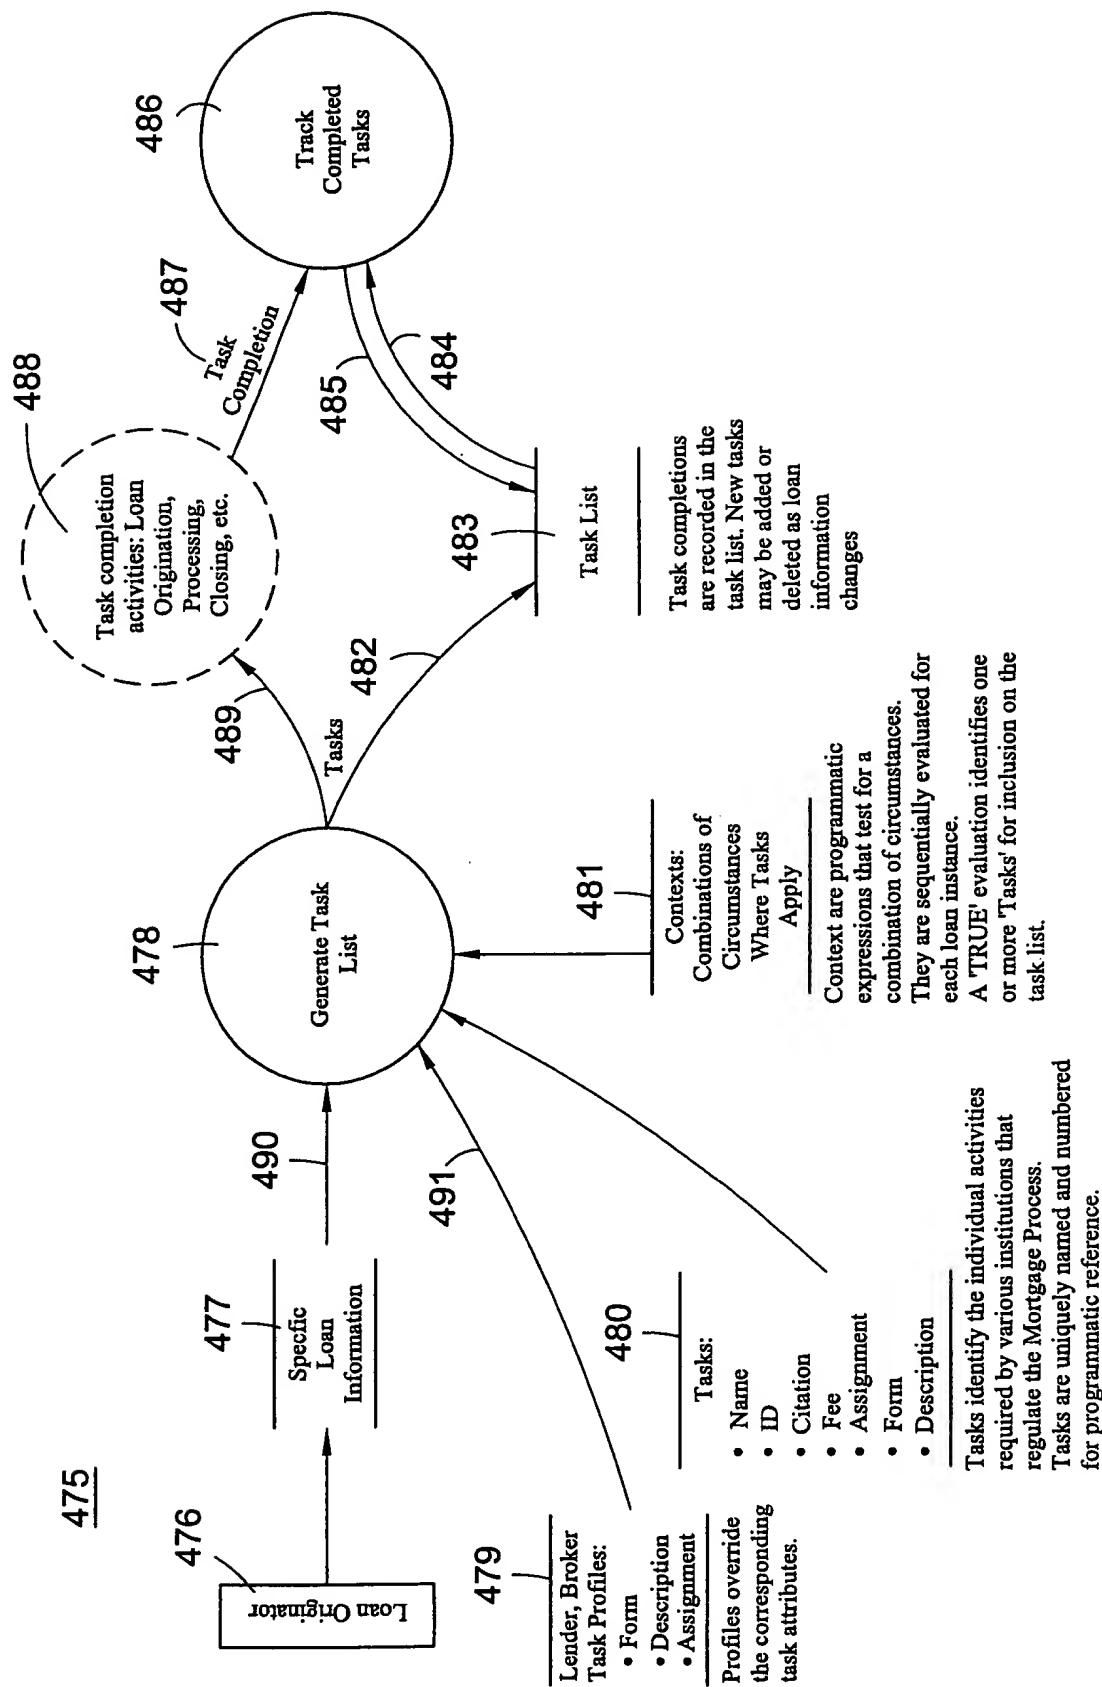 475
476
Loan Originator
477
Specfic
Loan
Information
490
478
Generate Task
List
479
Lender, Broker
Task Profiles:
• Form
• Description
• Assignment
Profiles override
the corresponding
task attributes.
491
480
Tasks:
• Name
• ID
• Citation
• Fee
• Assignment
• Form
• Description
Tasks identify the individual activities
required by various institutions that
regulate the Mortgage Process.
Tasks are uniquely named and numbered
for programmatic reference.
481
Contexts:
Combinations of
Circumstances
Where Tasks
Apply
Context are programmatic
expressions that test for a
combination of circumstances.
They are sequentially evaluated for
each loan instance.
A 'TRUE' evaluation identifies one
or more 'Tasks' for inclusion on the
task list.
Tasks
489
482
488
Task completion
activities: Loan
Origination,
Processing,
Closing, etc.
487
Task
Completion
486
Track
Completed
Tasks
485
484
483
Task List
Task completions
are recorded in the
task list. New tasks
may be added or
deleted as loan
information
changes